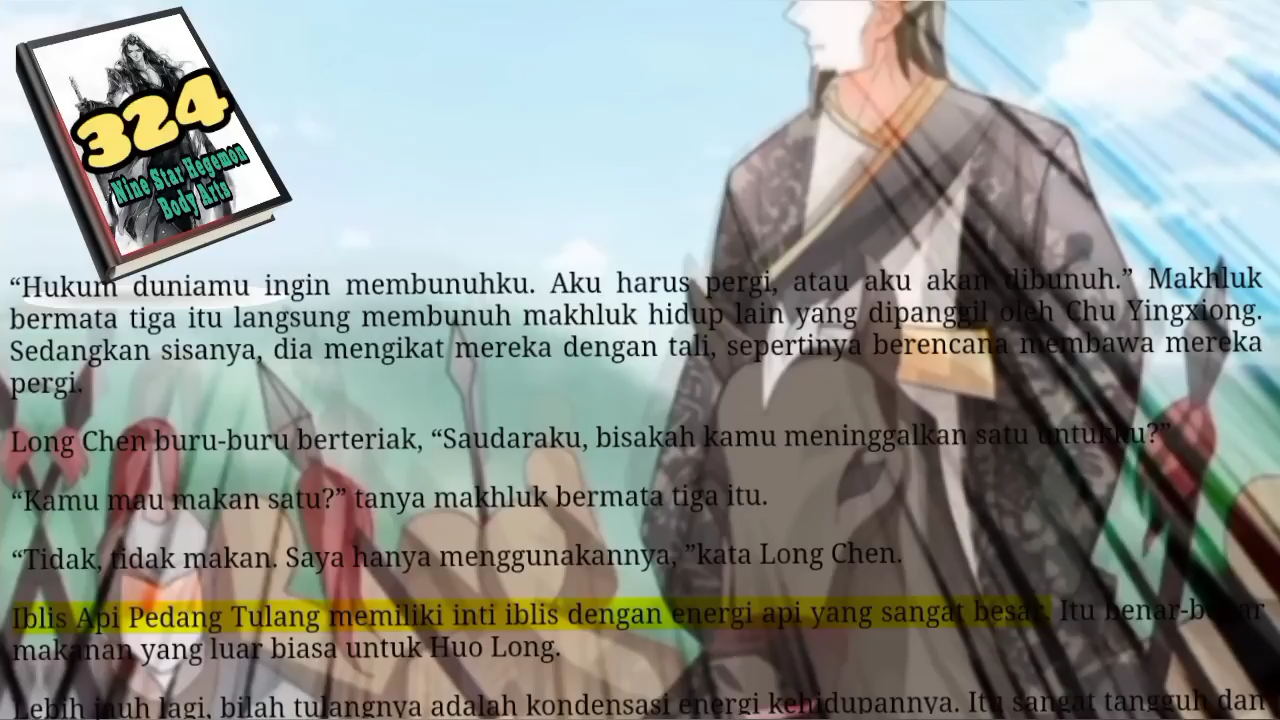 324
Nine Star Hegemon
Body Arts
“Hukum duniamu ingin membunuhku. Aku harus pergi, atau aku akan dibunuh.” Makhluk
bermata tiga itu langsung membunuh makhluk hidup lain yang dipanggil oleh Chu Yingxiong.
Sedangkan sisanya, dia mengikat mereka dengan tali, sepertinya berencana membawa mereka
pergi.
Long Chen buru-buru berteriak, “Saudaraku, bisakah kamu meninggalkan satu untukku?”
“Kamu mau makan satu?” tanya makhluk bermata tiga itu.
“Tidak, tidak makan. Saya hanya menggunakannya, ”kata Long Chen.
Iblis Api Pedang Tulang memiliki inti iblis dengan energi api yang sangat besar. Itu benar-benar
makanan yang luar biasa untuk Huo Long.
Lebih jauh lagi, bilah tulangnya adalah kondensasi energi kehidupannya. Itu sangat tangguh dan